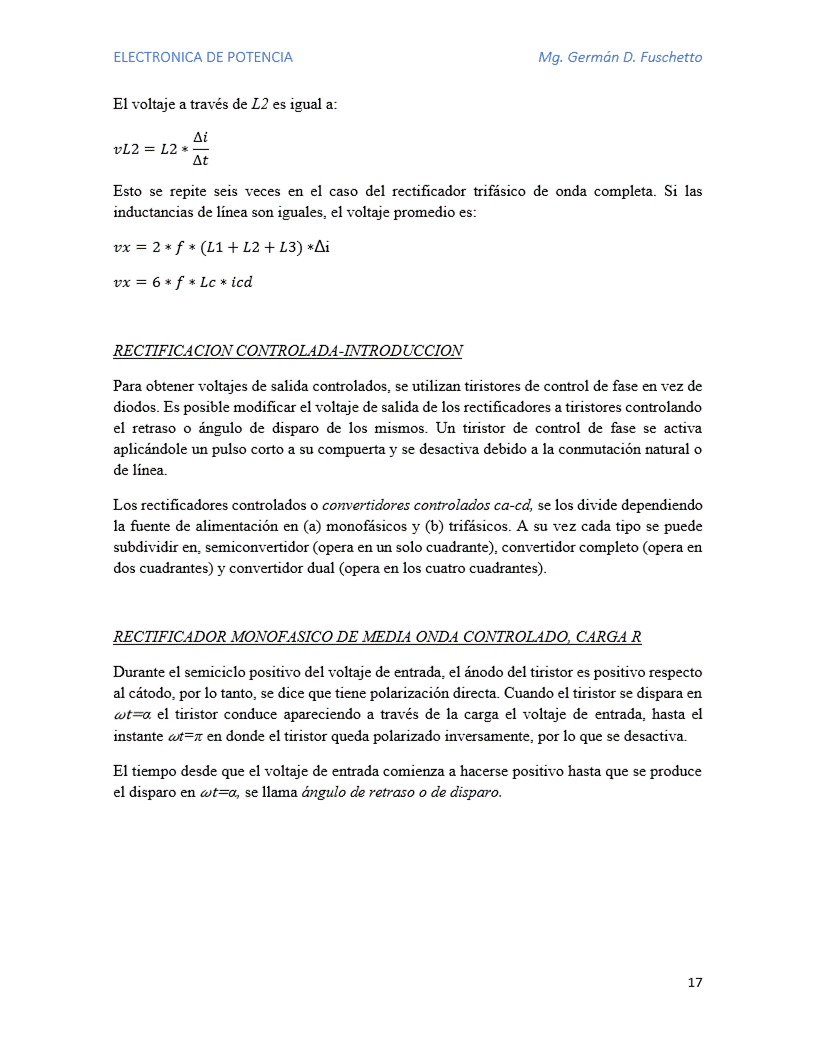 ELECTRONICA DE POTENCIA Mg. Germán D. Fuschetto
El voltaje a través de L2 es igual a:
vL2 = L2 * Δi/Δt
Esto se repite seis veces en el caso del rectificador trifásico de onda completa. Si las
inductancias de línea son iguales, el voltaje promedio es:
vx = 2 * f * (L1 + L2 + L3) *Δi
vx = 6 * f * Lc * icd
RECTIFICACION CONTROLADA-INTRODUCCION
Para obtener voltajes de salida controlados, se utilizan tiristores de control de fase en vez de
diodos. Es posible modificar el voltaje de salida de los rectificadores a tiristores controlando
el retraso o ángulo de disparo de los mismos. Un tiristor de control de fase se activa
aplicándole un pulso corto a su compuerta y se desactiva debido a la conmutación natural o
de línea.
Los rectificadores controlados o convertidores controlados ca-cd, se los divide dependiendo
la fuente de alimentación en (a) monofásicos y (b) trifásicos. A su vez cada tipo se puede
subdividir en, semiconvertidor (opera en un solo cuadrante), convertidor completo (opera en
dos cuadrantes) y convertidor dual (opera en los cuatro cuadrantes).
RECTIFICADOR MONOFASICO DE MEDIA ONDA CONTROLADO, CARGA R
Durante el semiciclo positivo del voltaje de entrada, el ánodo del tiristor es positivo respecto
al cátodo, por lo tanto, se dice que tiene polarización directa. Cuando el tiristor se dispara en
ωt=α el tiristor conduce apareciendo a través de la carga el voltaje de entrada, hasta el
instante ωt=π en donde el tiristor queda polarizado inversamente, por lo que se desactiva.
El tiempo desde que el voltaje de entrada comienza a hacerse positivo hasta que se produce
el disparo en ωt=α, se llama ángulo de retraso o de disparo.
17